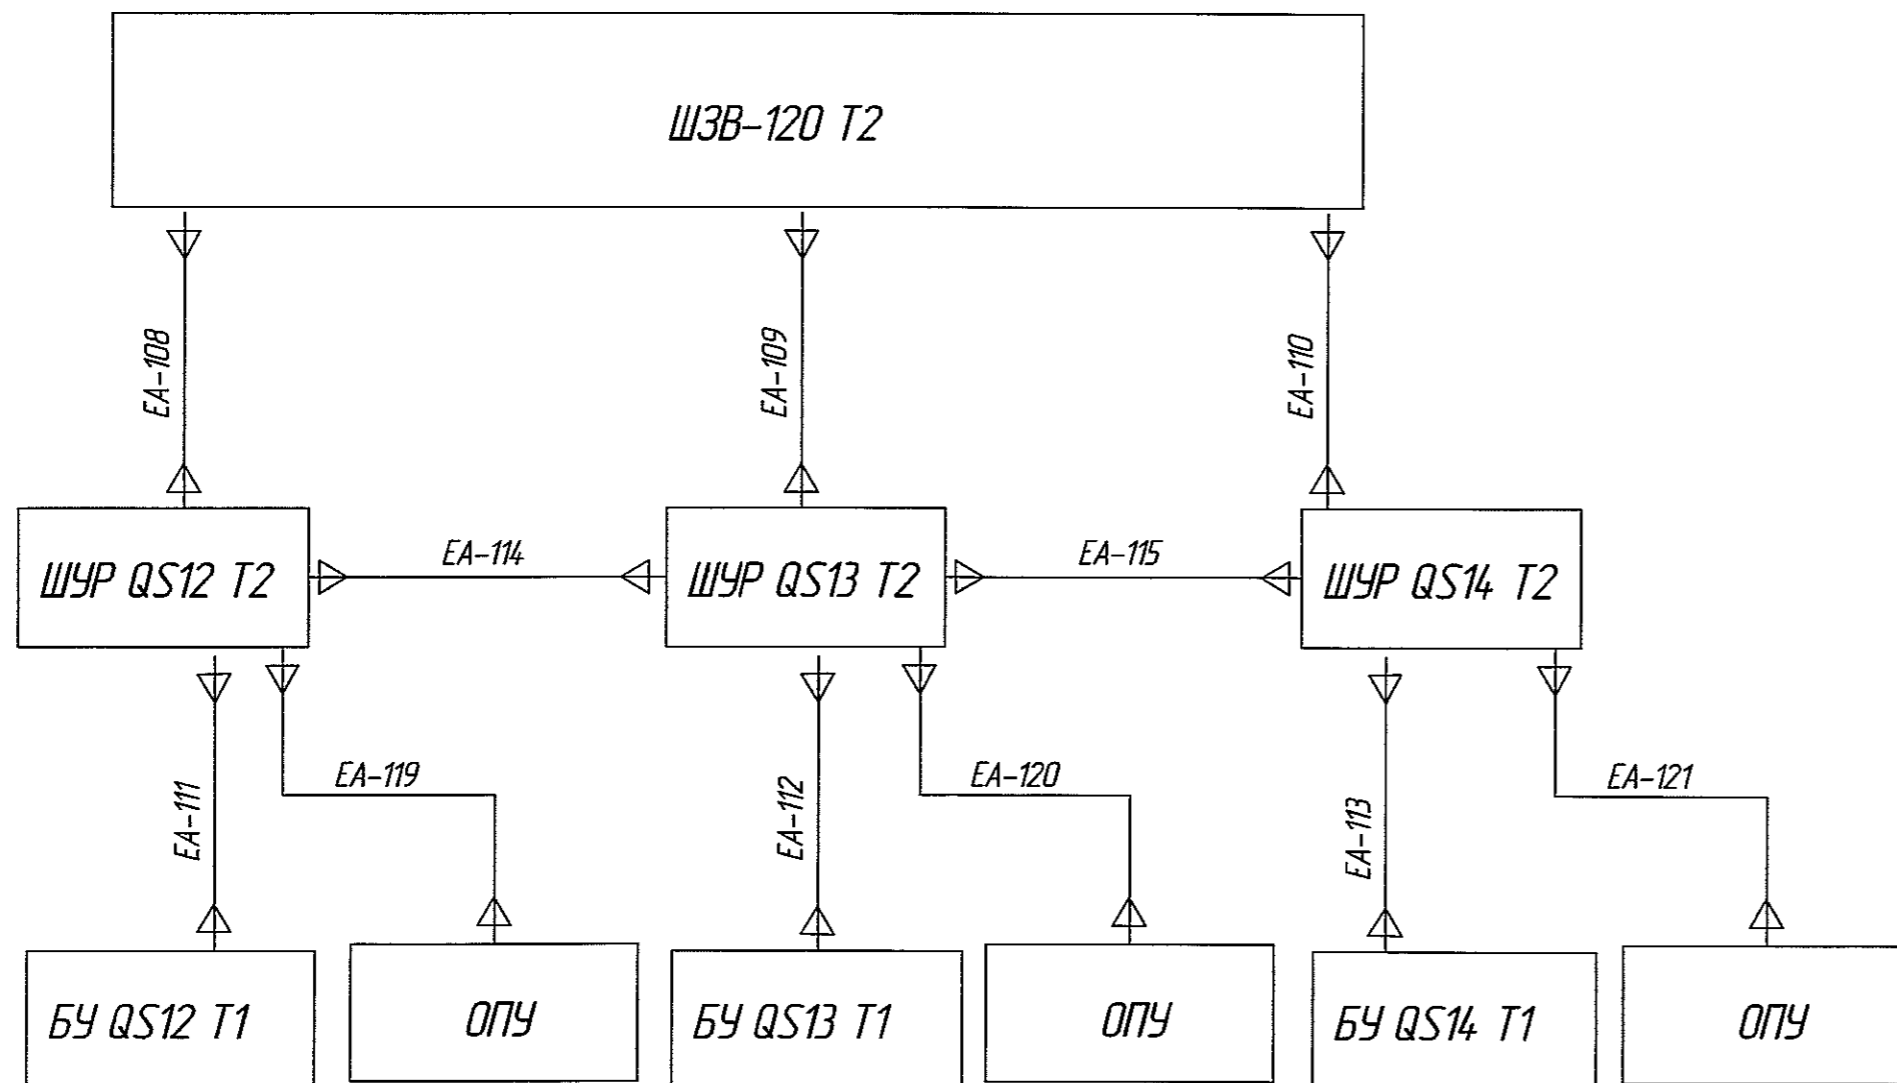 ШЗВ-120 Т2
ЕА-108
ЕА-109
ЕА-110
ШУР QS12 Т2
ЕА-114
ШУР QS13 Т2
ЕА-115
ШУР QS14 Т2
ЕА-111
ЕА-119
ЕА-112
ЕА-120
ЕА-113
ЕА-121
БУ QS12 Т1
ОПУ
БУ QS13 Т1
ОПУ
БУ QS14 Т1
ОПУ